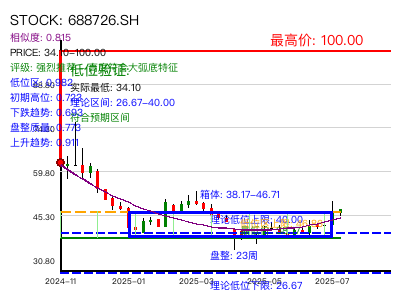 STOCK: 688726.SH
最高价: 100.00
相似度: 0.815
PRICE: 34.10-100.00
评级: 强烈推荐
符合大弧底特征
低位验证:
低位区: 0.982
实际最低: 34.10
初期高位: 0.723
理论区间: 26.67-40.00
下跌趋势: 0.693
符合预期区间
盘整质量: 0.773
上升趋势: 0.911
59.80
箱体: 38.17-46.71
45.30
理论低位上限: 40.00
盘整: 23周
30.80
2024-11
2025-01
2025-03
2025-05
2025-07
理论低位下限: 26.67